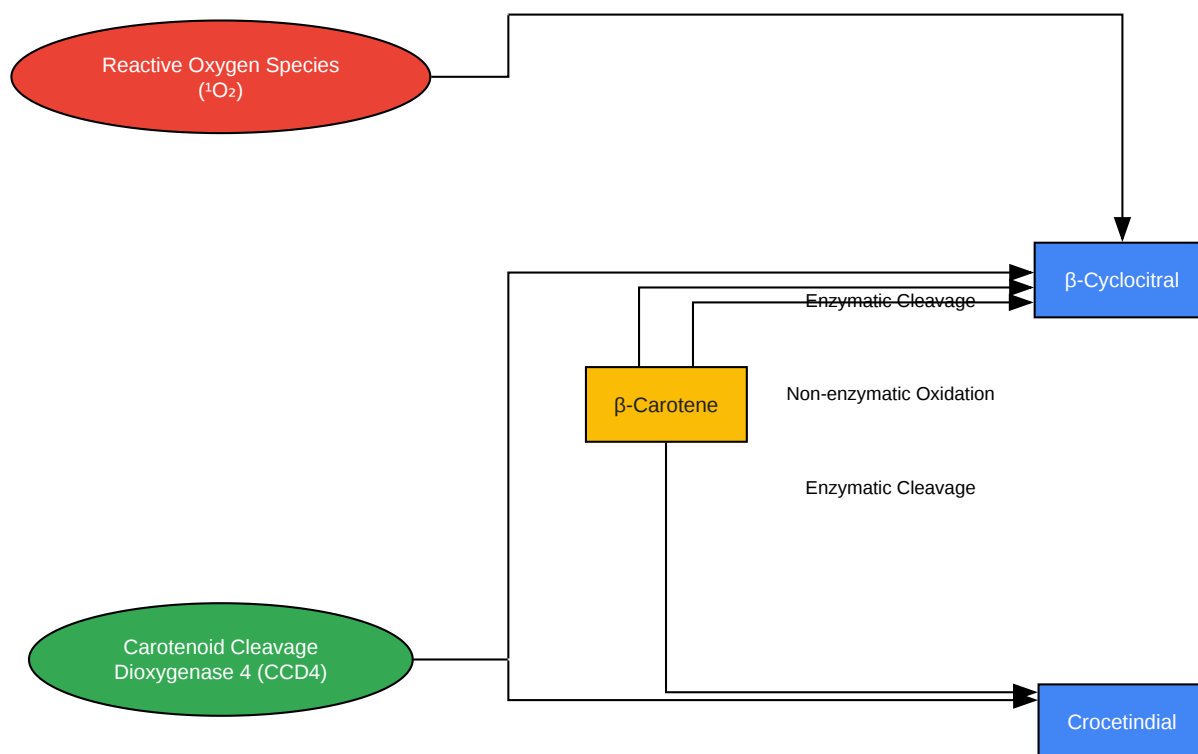 Reactive Oxygen Species
(¹O₂)
β-Cyclocitral
Enzymatic Cleavage
β-Carotene
Non-enzymatic Oxidation
Enzymatic Cleavage
Carotenoid Cleavage
Dioxygenase 4 (CCD4)
Crocetindial